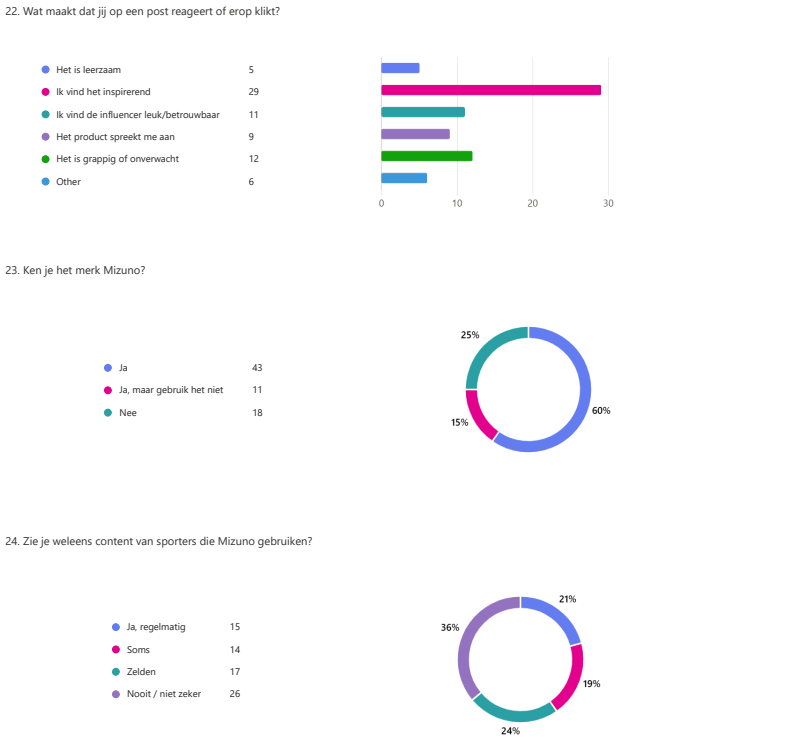 22. Wat maakt dat jij op een post reageert of erop klikt?
Het is leerzaam 5
Ik vind het inspirerend 29
Ik vind de influencer leuk/betrouwbaar 11
Het product spreekt me aan 9
Het is grappig of onverwacht 12
Other 6
0 10 20 30
23. Ken je het merk Mizuno?
Ja 43
Ja, maar gebruik het niet 11
Nee 18
25%
60%
15%
24. Zie je weleens content van sporters die Mizuno gebruiken?
Ja, regelmatig 15
Soms 14
Zelden 17
Nooit / niet zeker 26
21%
36%
19%
24%